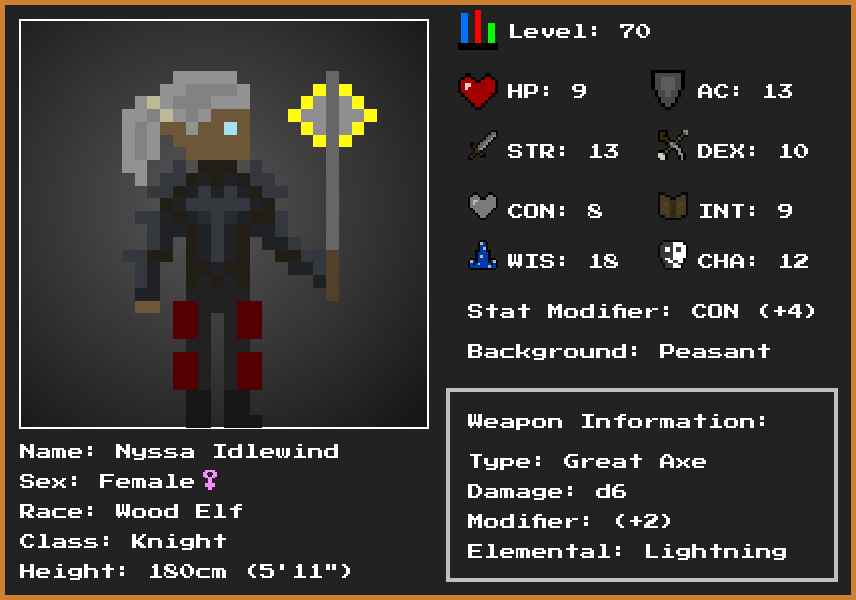 Level: 70
HP: 9
AC: 13
STR: 13
DEX: 10
CON: 8
INT: 9
WIS: 18
CHA: 12
Stat Modifier: CON (+4)
Background: Peasant
Weapon Information:
Type: Great Axe
Damage: d6
Modifier: (+2)
Elemental: Lightning
Name: Nyssa Idlewind
Sex: Female♀
Race: Wood Elf
Class: Knight
Height: 180cm (5'11")